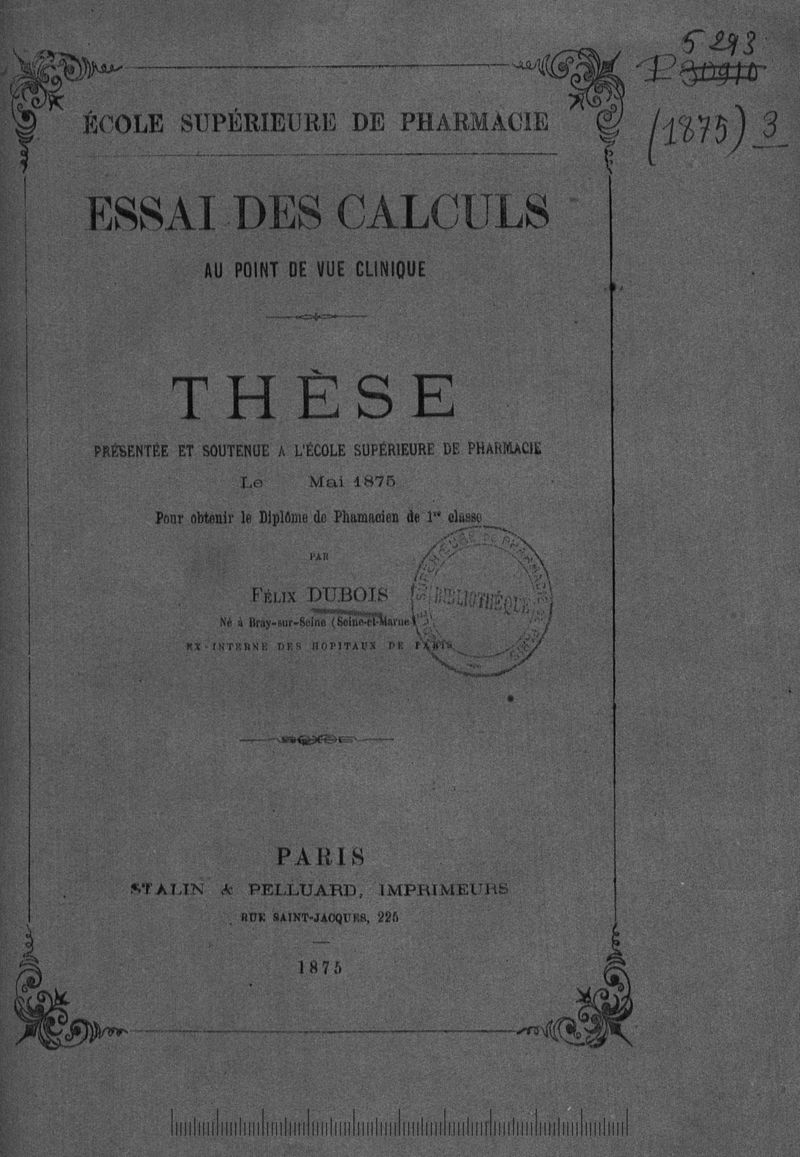 P 5293
30910
(1875) 3
ÉCOLE SUPÉRIEURE DE PHARMACIE
ESSAI DES CALCULS
AU POINT DE VUE CLINIQUE
THÈSE
PRÉSENTÉE ET SOUTENUE A L'ÉCOLE SUPÉRIEURE DE PHARMACIE
Le Mai 1875
Pour obtenir le Diplôme de Phamacien de 1re classe
PAR
FÉLIX DUBOIS
Né à Bray-sur-Seine (Seine-et-Marne)
EX-INTERNE DES HOPITAUX DE PARIS
SUPÉRIEURE DE PHARMACIE
BIBLIOTHÈQUE
PARIS
STALIN & PELLUARD, IMPRIMEURS
RUE SAINT-JACQUES, 225
1875